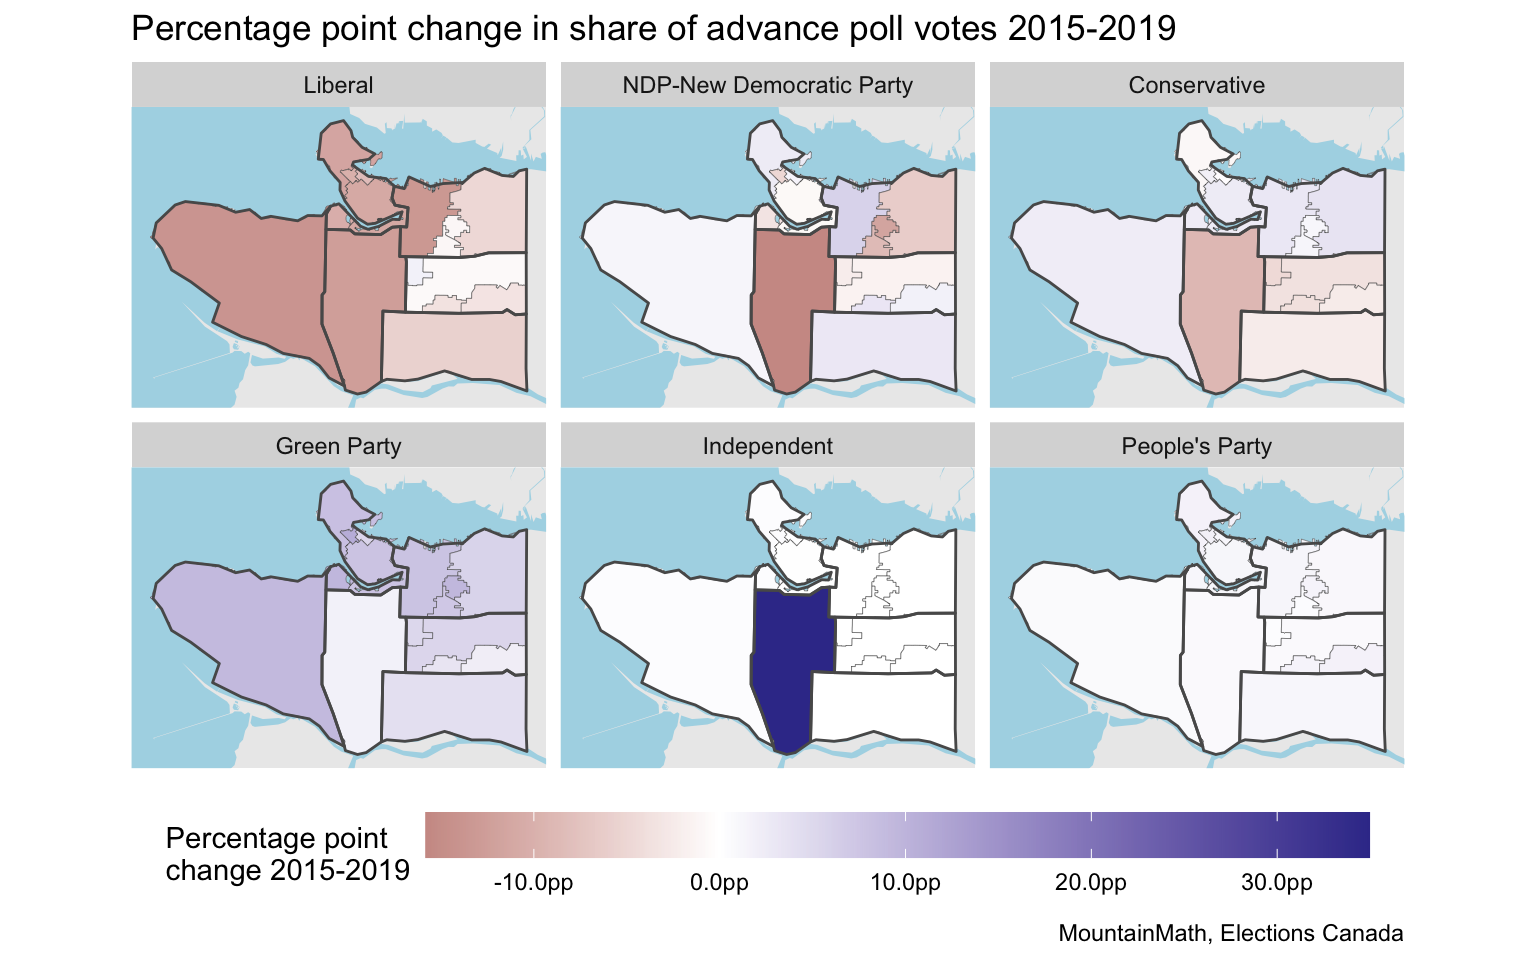 Percentage point change in share of advance poll votes 2015-2019
Liberal
NDP-New Democratic Party
Conservative
Green Party
Independent
People's Party
Percentage point
change 2015-2019
-10.0pp
0.0pp
10.0pp
20.0pp
30.0pp
MountainMath, Elections Canada